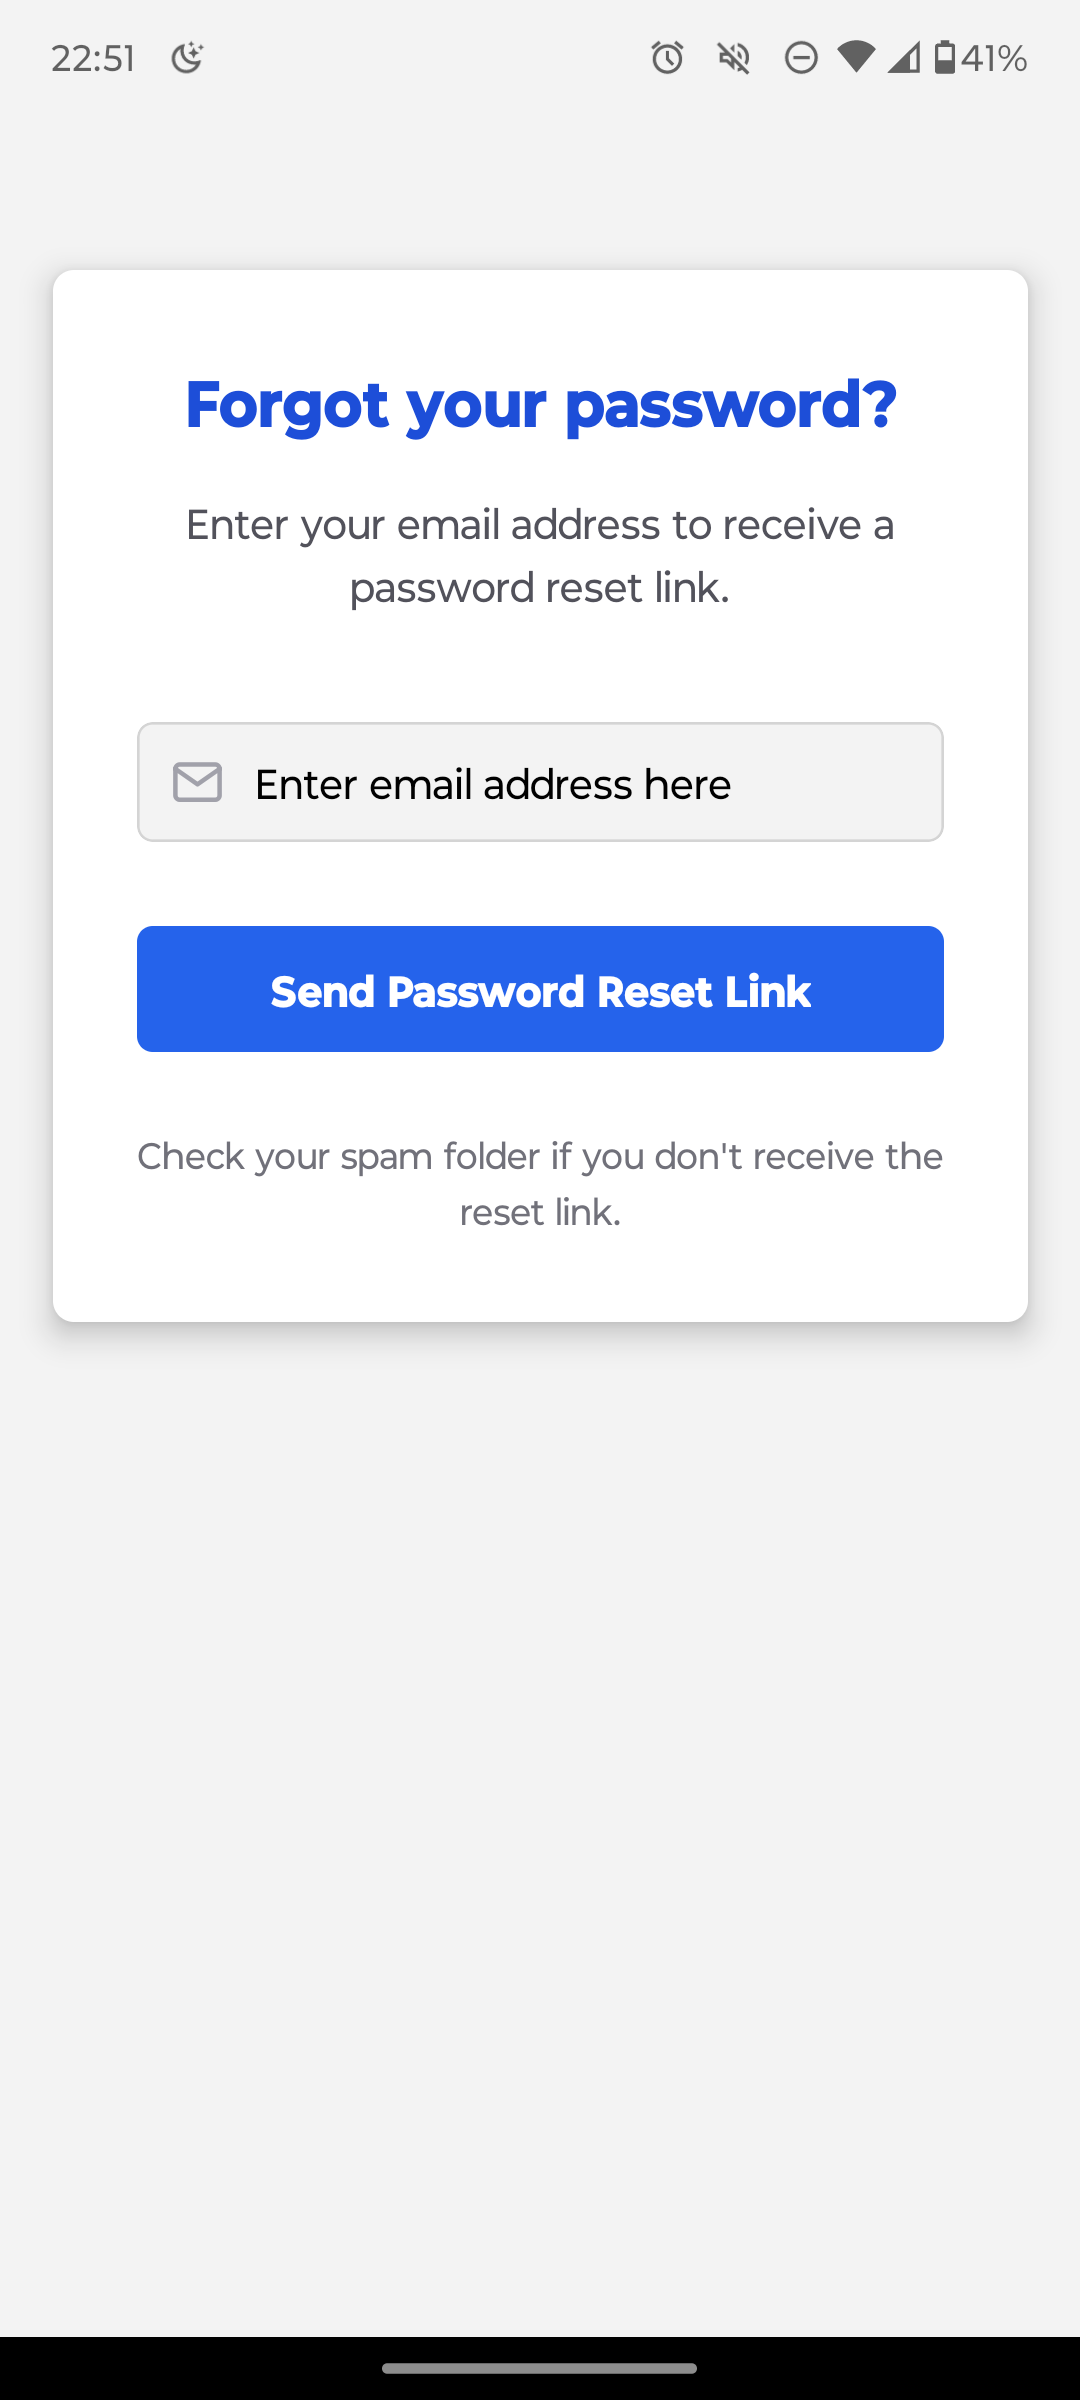 22:51
41%
Forgot your password?
Enter your email address to receive a
password reset link.
Enter email address here
Send Password Reset Link
Check your spam folder if you don't receive the
reset link.